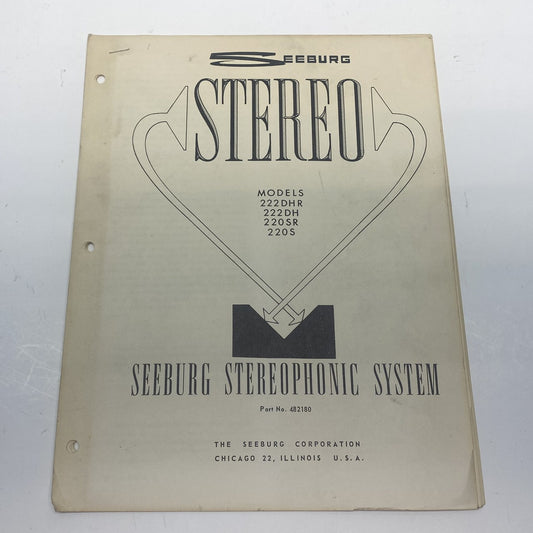 SEEBURG
STEREO
MODELS
222DHR
222DH
220SR
220S
SEEBURG STEREOPHONIC SYSTEM
Part No. 482180
THE SEEBURG CORPORATION
CHICAGO 22, ILLINOIS U.S.A.